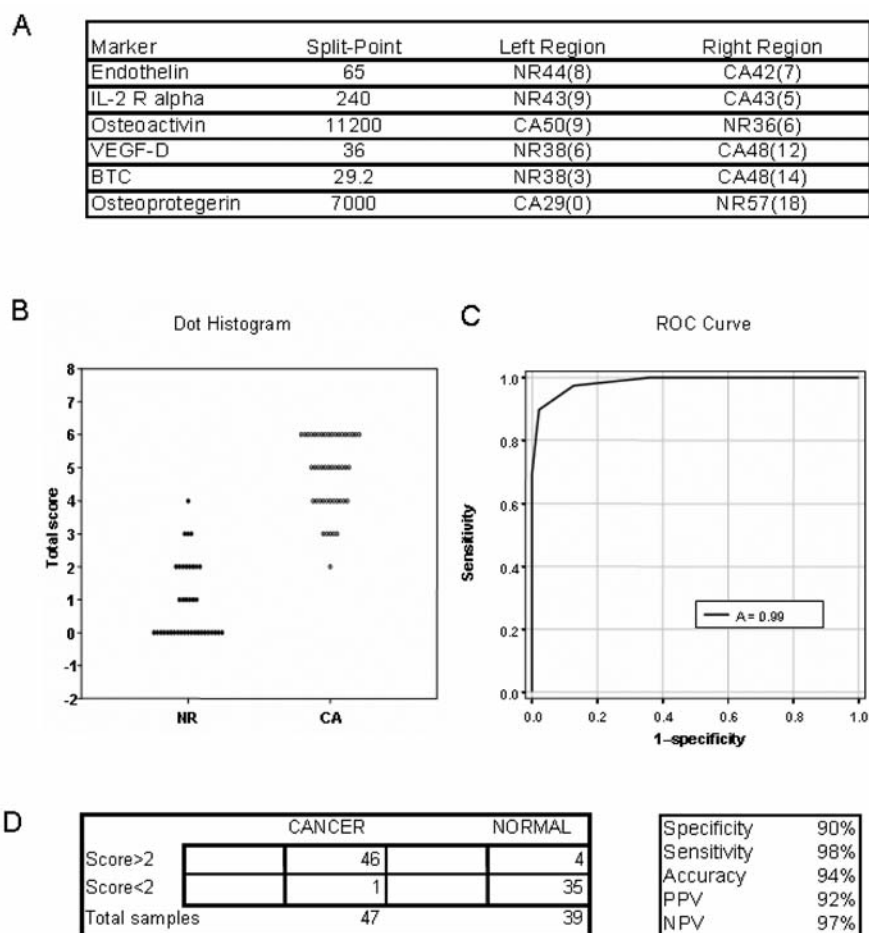 A
Marker Split-Point Left Region Right Region
Endothelin 65 NR44(8) CA42(7)
IL-2 R alpha 240 NR43(9) CA43(5)
Osteoactivin 11200 CA50(9) NR36(6)
VEGF-D 36 NR38(6) CA48(12)
BTC 29.2 NR38(3) CA48(14)
Osteoprotegerin 7000 CA29(0) NR57(18)
B
Dot Histogram
Total score
8
7
6
5
4
3
2
1
0
-1
-2
NR CA
C
ROC Curve
Sensitivity
1.0
0.8
0.6
0.4
0.2
0.0
A = 0.99
0.0 0.2 0.4 0.6 0.8 1.0
1-specificity
D
CANCER NORMAL
Score>2 46 4
Score<2 1 35
Total samples 47 39
Specificity 90%
Sensitivity 98%
Accuracy 94%
PPV 92%
NPV 97%